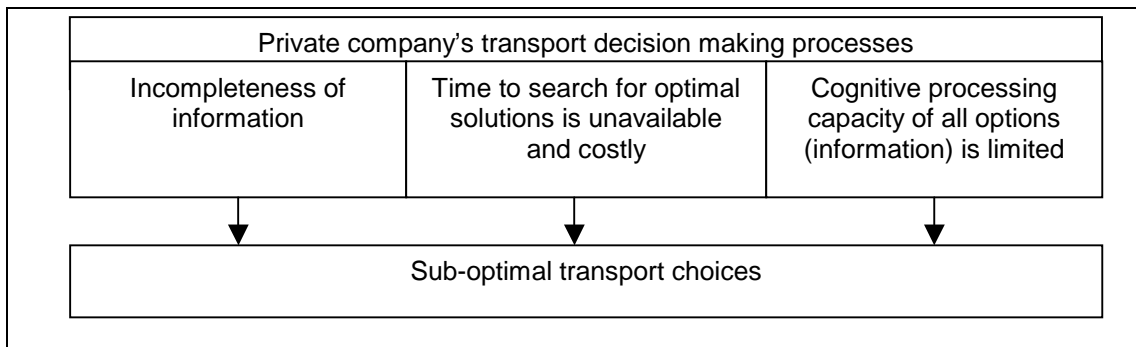 Private company's transport decision making processes
Incompleteness of
information
Time to search for optimal
solutions is unavailable
and costly
Cognitive processing
capacity of all options
(information) is limited
Sub-optimal transport choices